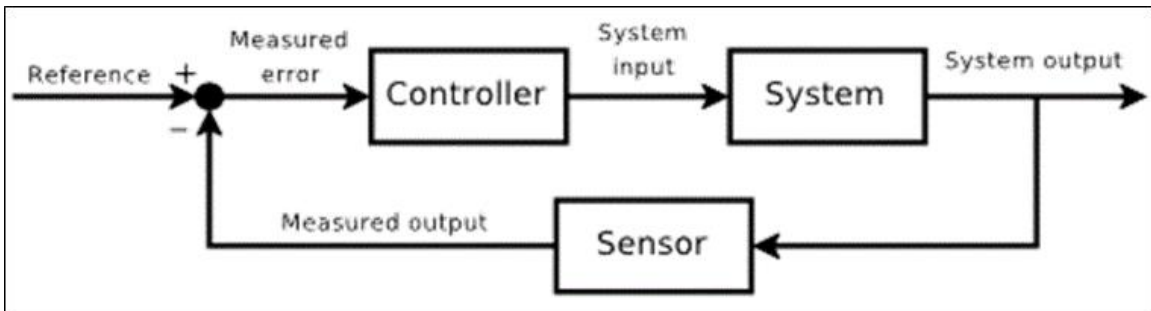 Reference
+
−
Measured
error
Controller
System
input
System
System output
Measured output
Sensor